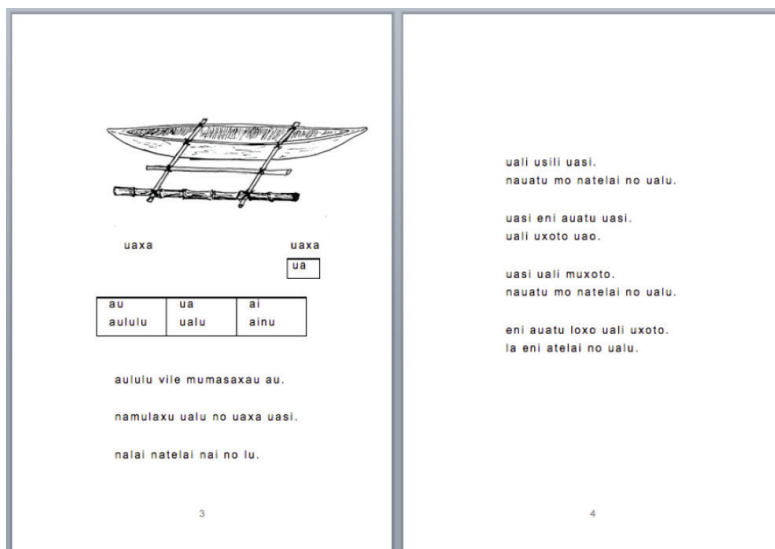 uaxa uaxa
ua
au ua ai
aululu ualu ainu
aululu vile mumasaxau au.
namulaxu ualu no uaxa uasi.
nalai natelai nai no lu.
3
uali usili uasi.
nauatu mo natelai no ualu.
uasi eni auatu uasi.
uali uxoto uao.
uasi uali muxoto.
nauatu mo natelai no ualu.
eni auatu loxo uali uxoto.
la eni atelai no ualu.
4